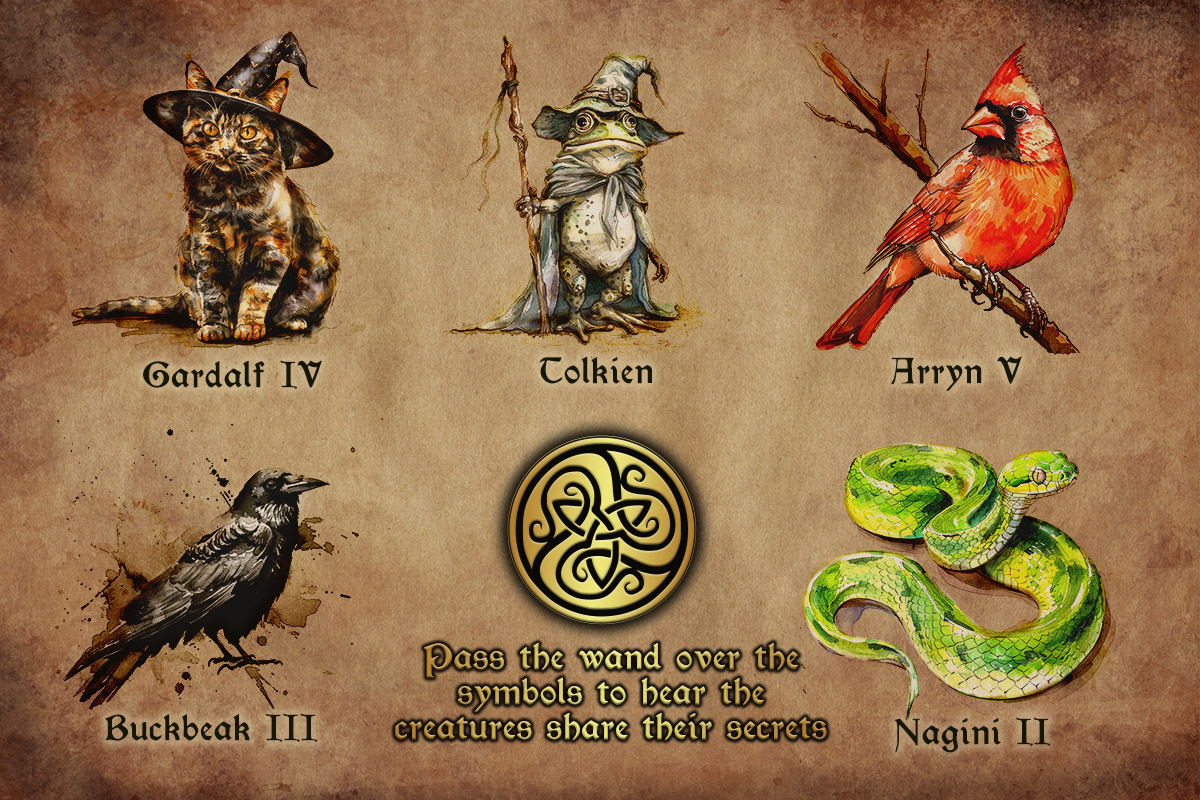 Gardalf IV
Tolkien
Arryn V
Buckbeak III
Pass the wand over the
symbols to hear the
creatures share their secrets
Nagini II